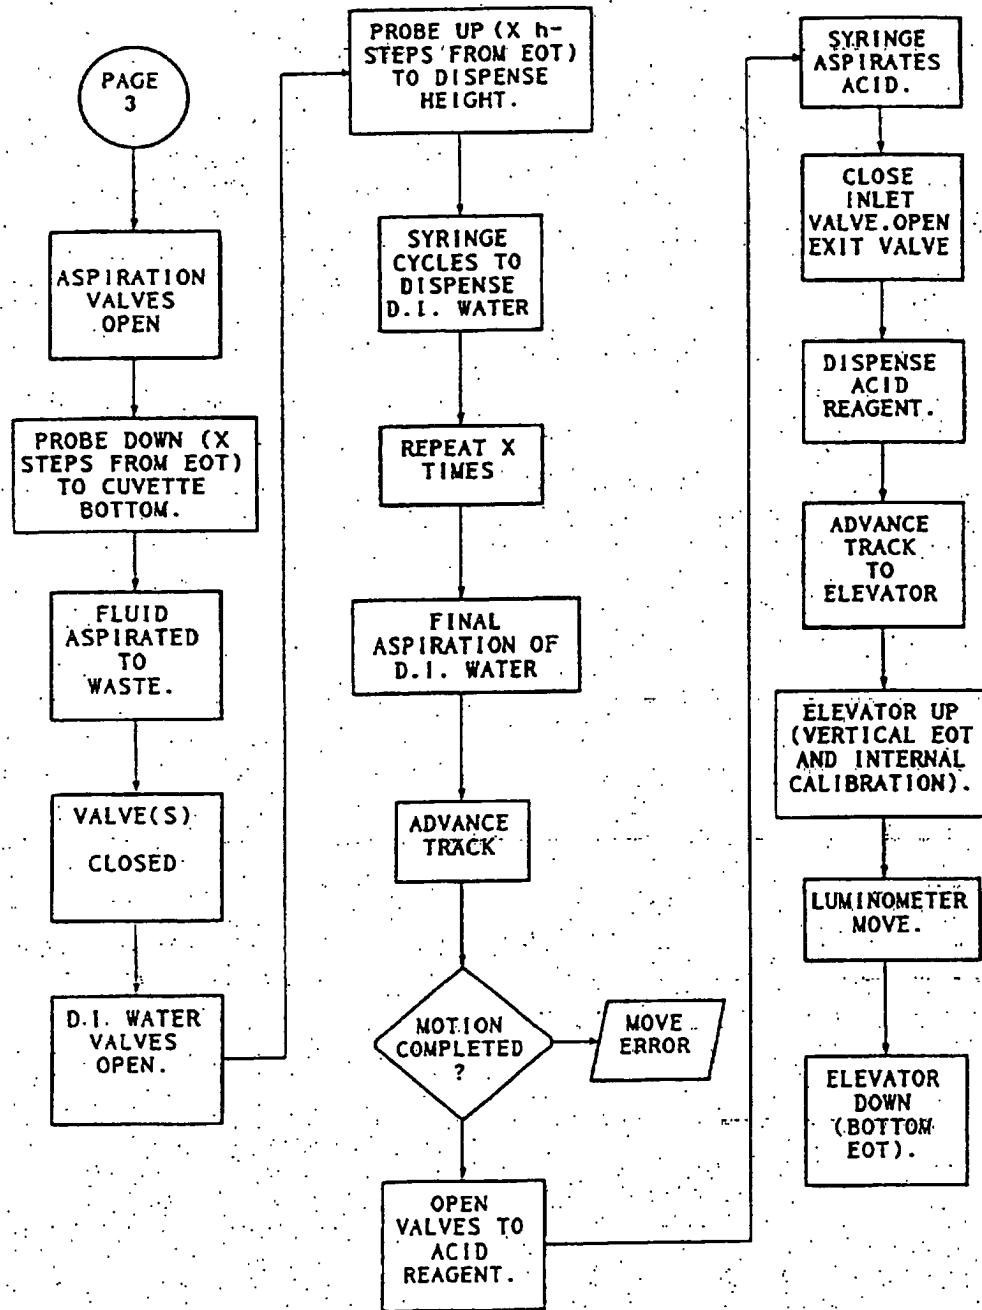 PAGE
3
ASPIRATION
VALVES
OPEN
PROBE DOWN (X
STEPS FROM EOT)
TO CUVETTE
BOTTOM.
FLUID
ASPIRATED
TO
WASTE.
VALVE(S)
CLOSED
D.I. WATER
VALVES
OPEN.
PROBE UP (X h-
STEPS FROM EOT)
TO DISPENSE
HEIGHT.
SYRINGE
CYCLES TO
DISPENSE
D.I. WATER
REPEAT X
TIMES
FINAL
ASPIRATION OF
D.I. WATER
ADVANCE
TRACK
MOTION
COMPLETED
?
MOVE
ERROR
OPEN
VALVES TO
ACID
REAGENT.
SYRINGE
ASPIRATES
ACID.
CLOSE
INLET
VALVE.OPEN
EXIT VALVE
DISPENSE
ACID
REAGENT.
ADVANCE
TRACK
TO
ELEVATOR
ELEVATOR UP
(VERTICAL EOT
AND INTERNAL
CALIBRATION).
LUMINOMETER
MOVE.
ELEVATOR
DOWN
(BOTTOM
EOT).